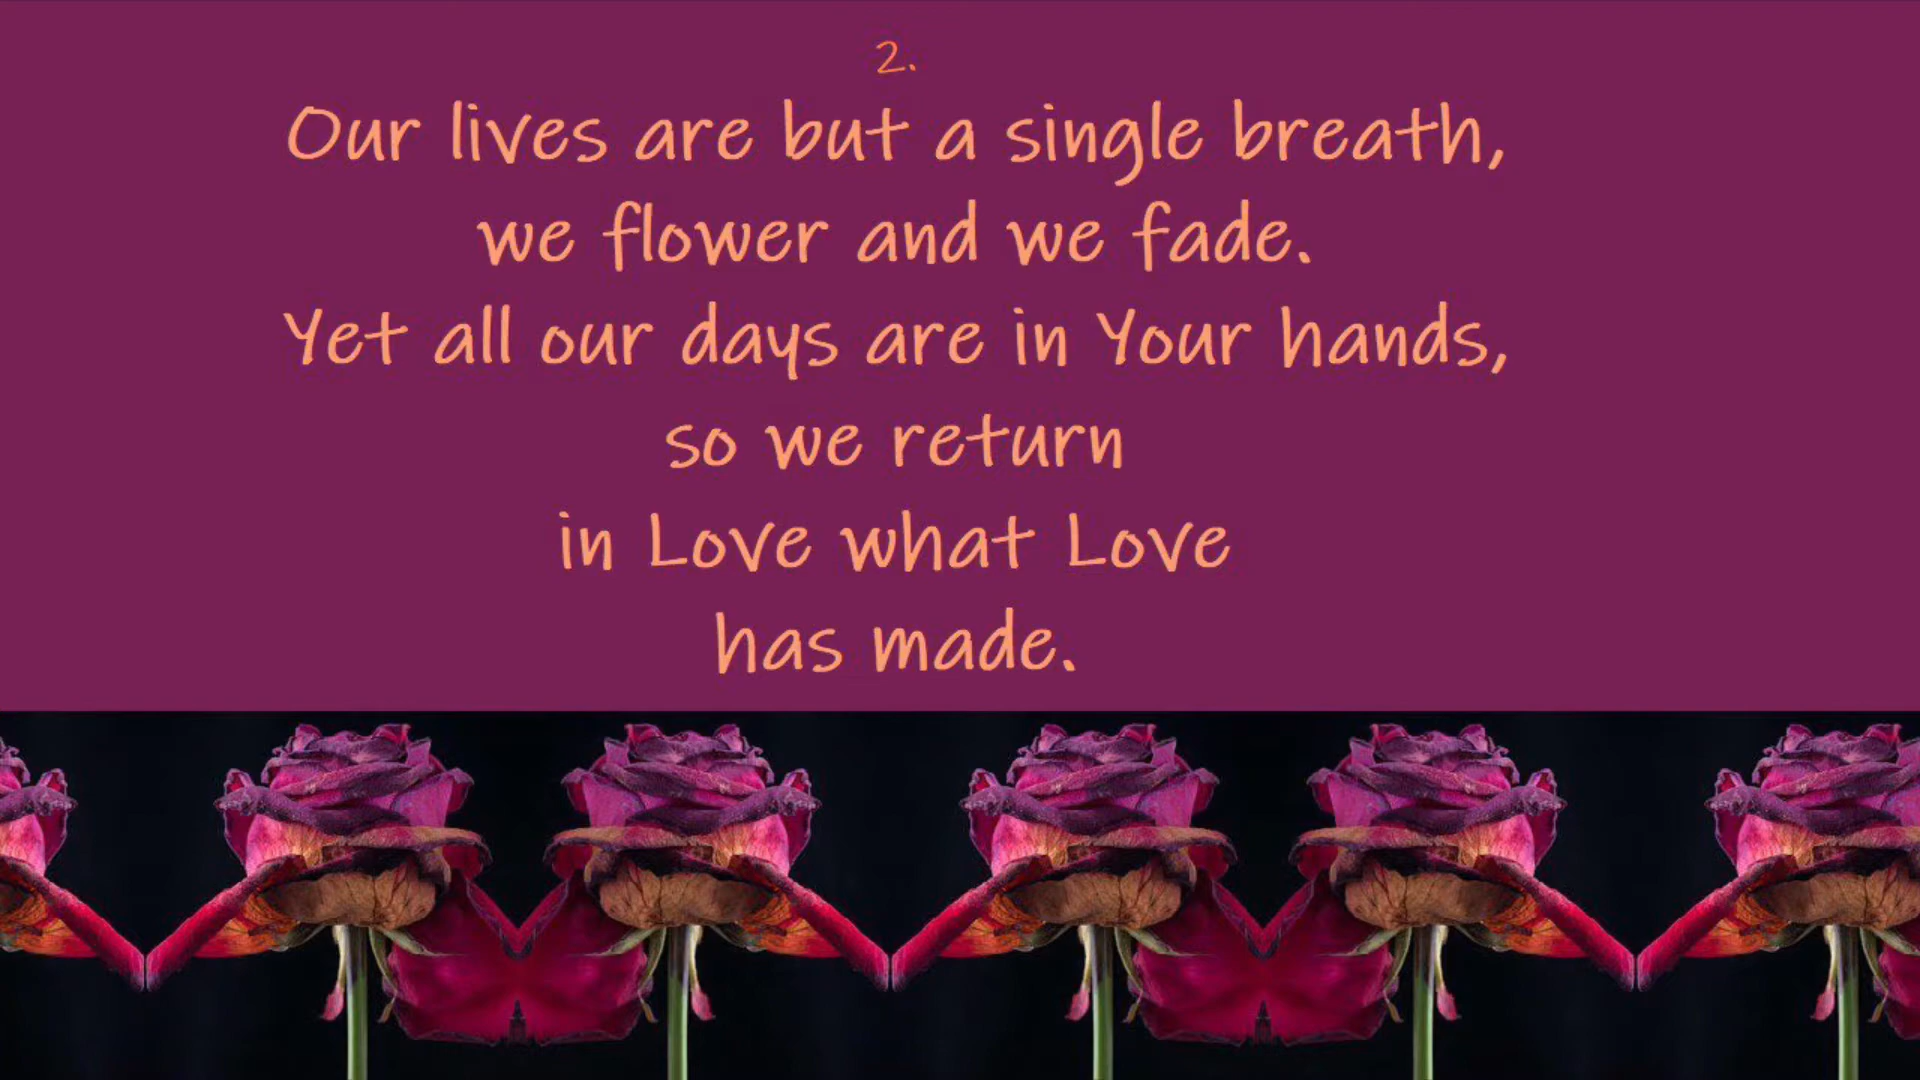 2.
Our lives are but a single breath,
we flower and we fade.
Yet all our days are in Your hands,
so we return
in Love what Love
has made.